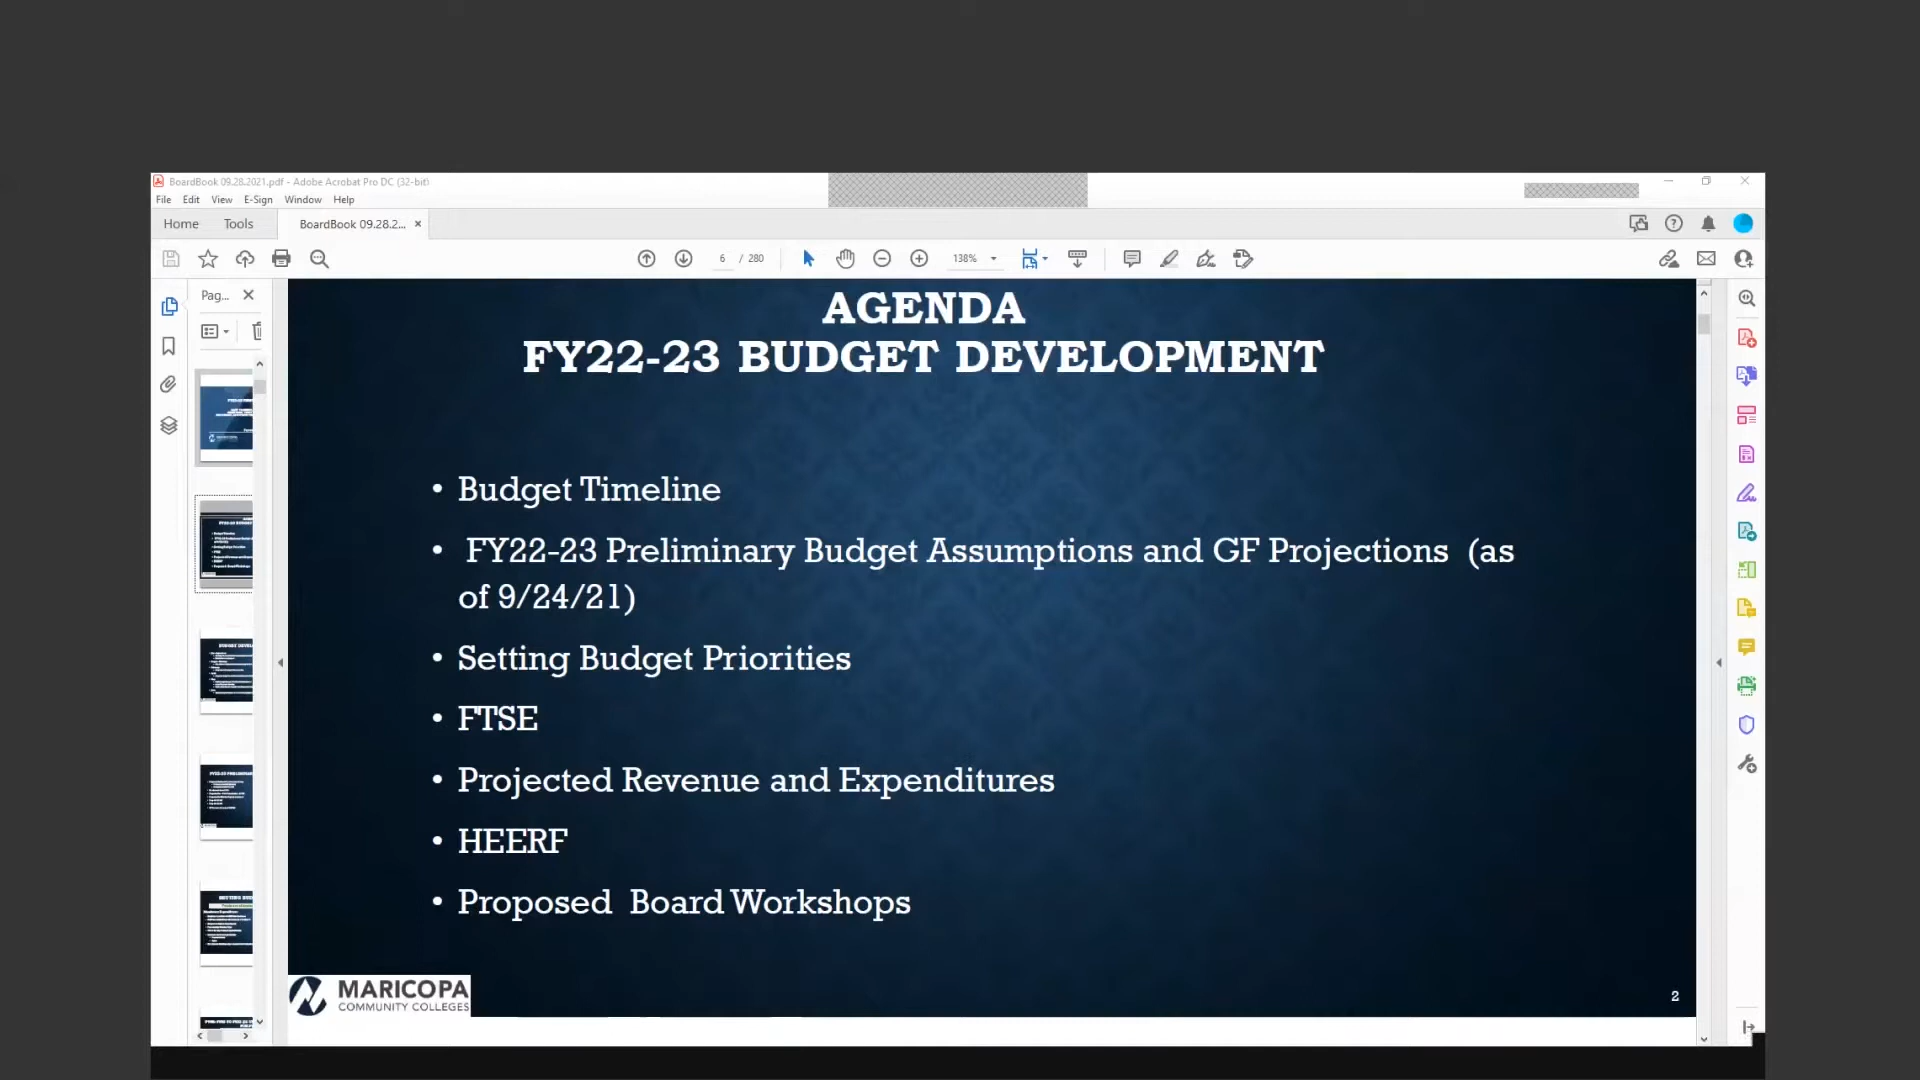 BoardBook 09.28.2021.pdf - Adobe Acrobat Pro DC (32-bit)
File Edit View E-Sign Window Help
Home Tools BoardBook 09.28.2... ×
6 / 280 138%
Pag...
AGENDA
FY22-23 BUDGET DEVELOPMENT
• Budget Timeline
• FY22-23 Preliminary Budget Assumptions and GF Projections (as
of 9/24/21)
• Setting Budget Priorities
• FTSE
• Projected Revenue and Expenditures
• HEERF
• Proposed Board Workshops
MARICOPA
COMMUNITY COLLEGES
2